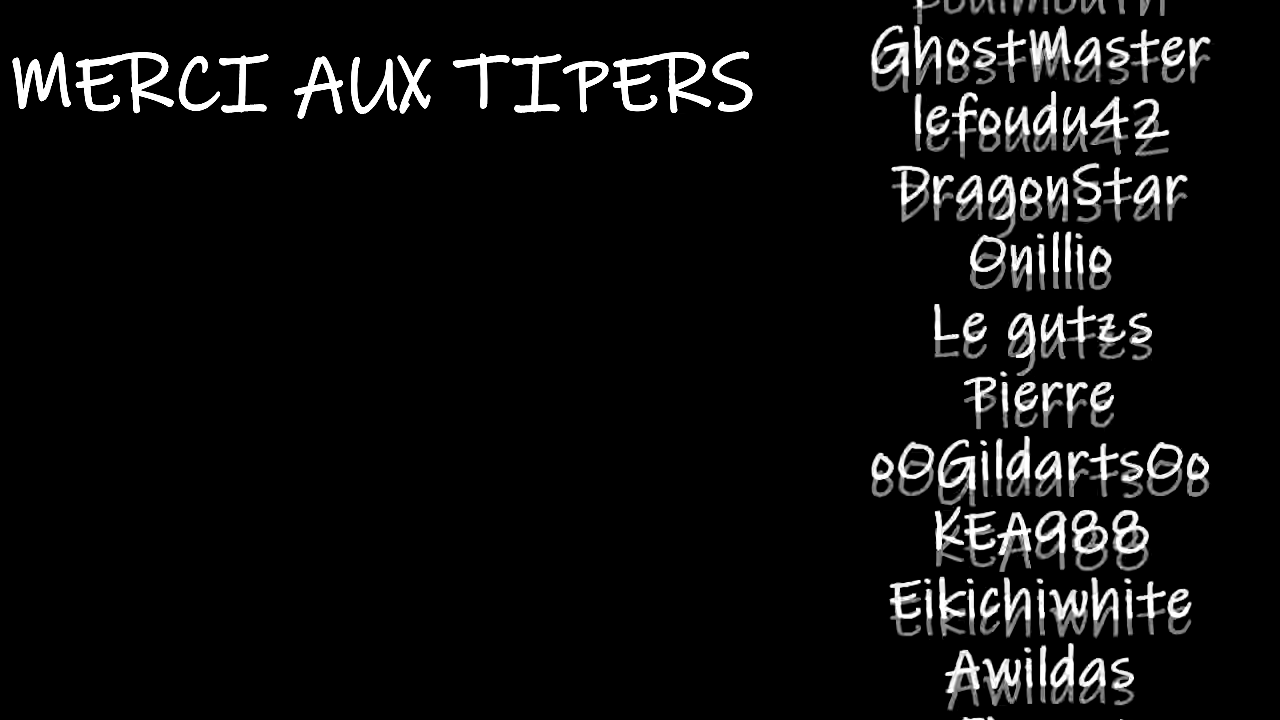 MERCI AUX TIPERS
GhostMaster
lefoudu42
DragonStar
Onillio
Le gutzs
Pierre
oOGildartsOo
KEA988
Eikichiwhite
Awildas